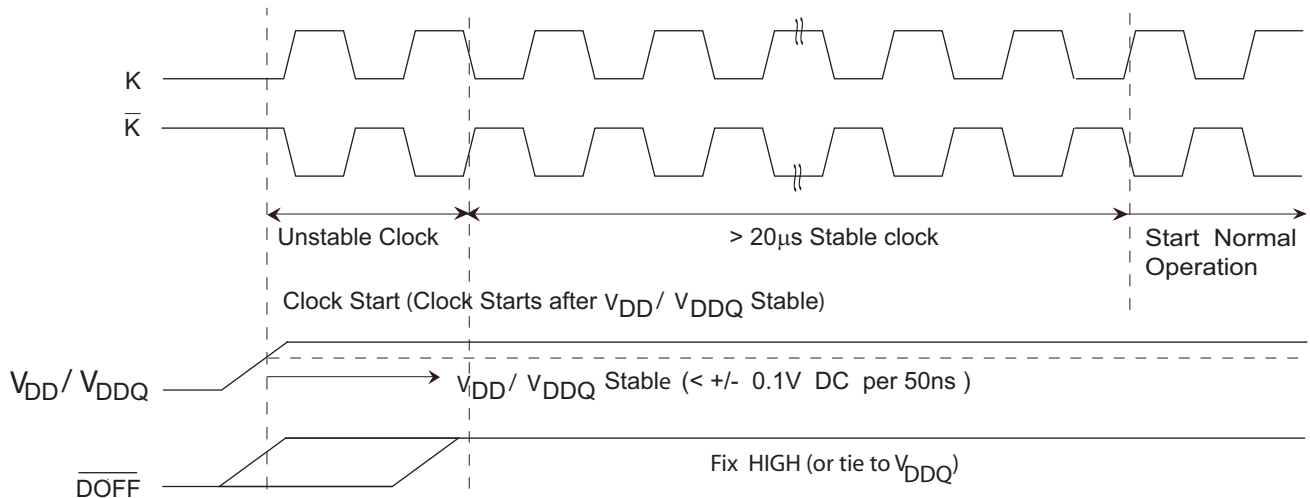 K
K̅
Unstable Clock
> 20μs Stable clock
Start Normal
Operation
Clock Start (Clock Starts after VDD / VDDQ Stable)
VDD / VDDQ
VDD / VDDQ Stable (< +/- 0.1V DC per 50ns )
D̅O̅F̅F̅
Fix HIGH (or tie to VDDQ)